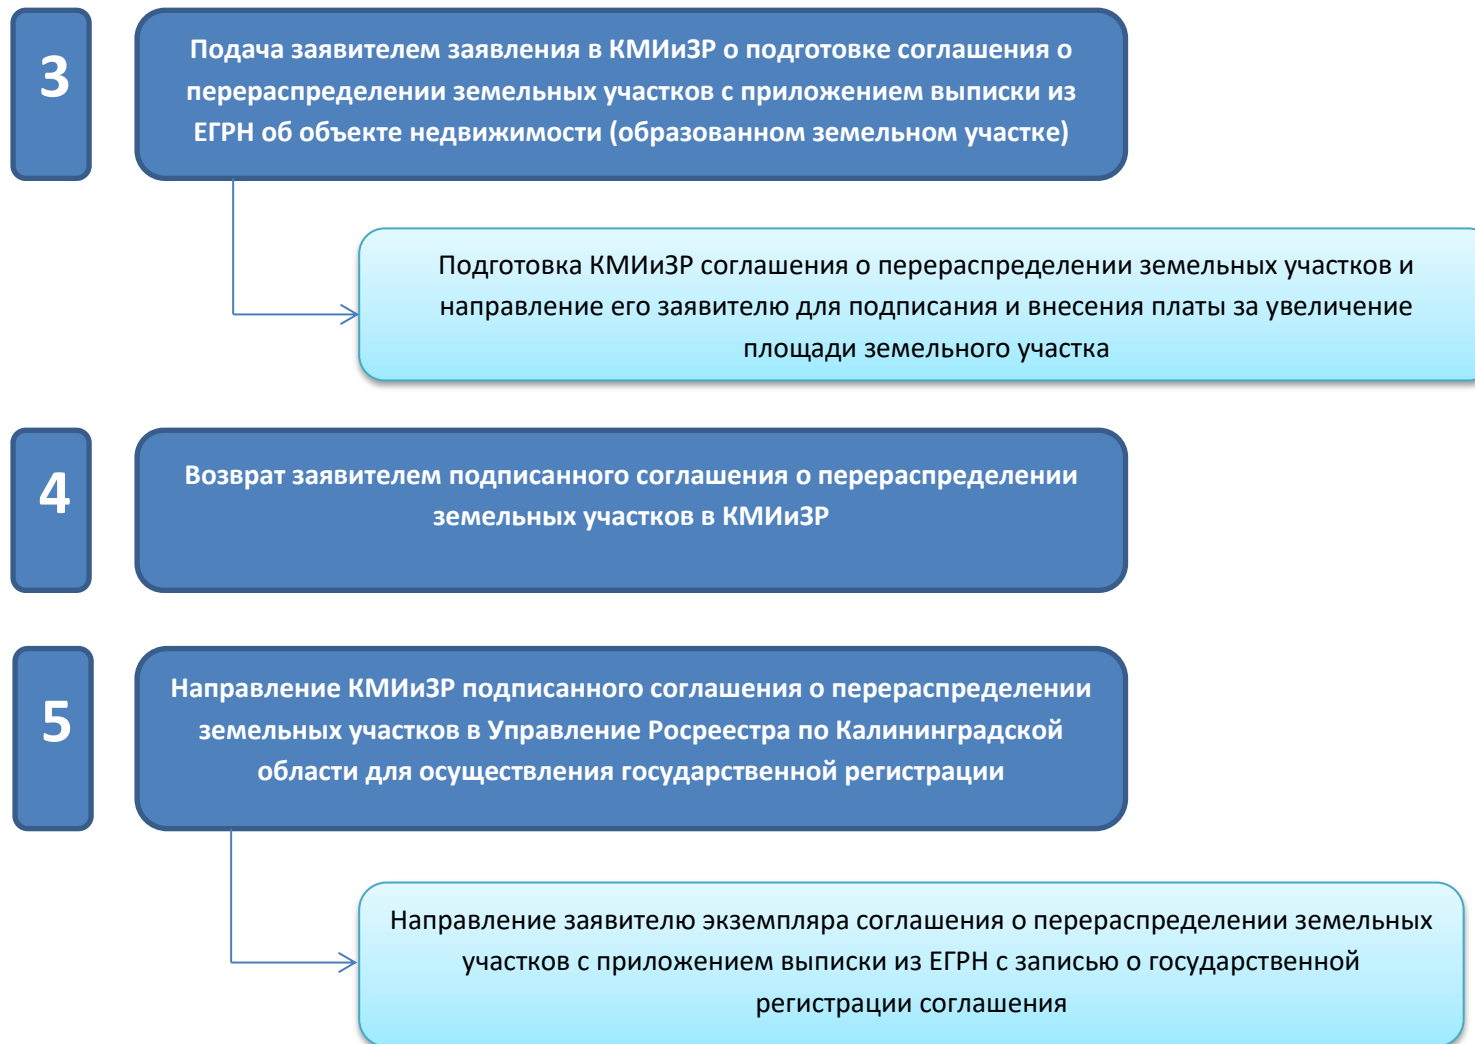 3
Подача заявителем заявления в КМИиЗР о подготовке соглашения о
перераспределении земельных участков с приложением выписки из
ЕГРН об объекте недвижимости (образованном земельном участке)
Подготовка КМИиЗР соглашения о перераспределении земельных участков и
направление его заявителю для подписания и внесения платы за увеличение
площади земельного участка
4
Возврат заявителем подписанного соглашения о перераспределении
земельных участков в КМИиЗР
5
Направление КМИиЗР подписанного соглашения о перераспределении
земельных участков в Управление Росреестра по Калининградской
области для осуществления государственной регистрации
Направление заявителю экземпляра соглашения о перераспределении земельных
участков с приложением выписки из ЕГРН с записью о государственной
регистрации соглашения